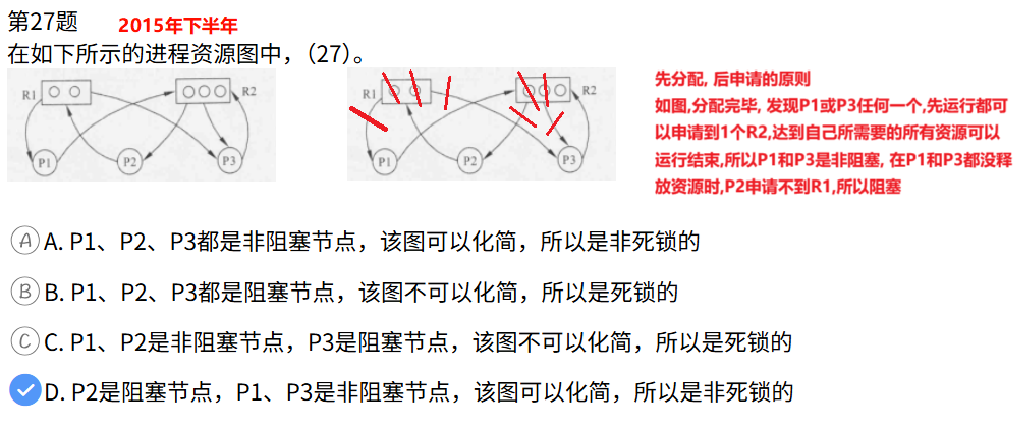 第27题
2015年下半年
在如下所示的进程资源图中，（27）。
R1
R2
P1
P2
P3
R1
R2
P1
P2
P3
先分配, 后申请的原则
如图,分配完毕, 发现P1或P3任何一个,先运行都可
以申请到1个R2,达到自己所需要的所有资源可以
运行结束,所以P1和P3是非阻塞, 在P1和P3都没释
放资源时,P2申请不到R1,所以阻塞
A A. P1、P2、P3都是非阻塞节点，该图可以化简，所以是非死锁的
B B. P1、P2、P3都是阻塞节点，该图不可以化简，所以是死锁的
C C. P1、P2是非阻塞节点，P3是阻塞节点，该图不可以化简，所以是死锁的
D. P2是阻塞节点，P1、P3是非阻塞节点，该图可以化简，所以是非死锁的